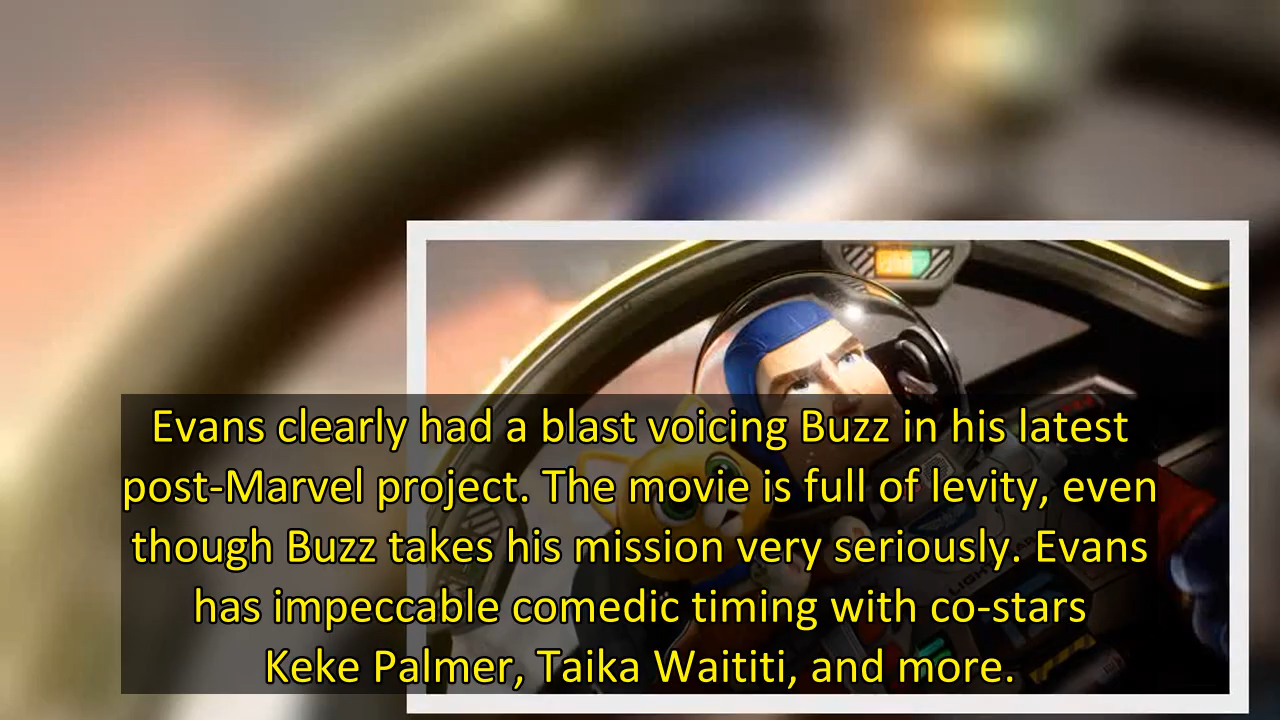 Evans clearly had a blast voicing Buzz in his latest
post-Marvel project. The movie is full of levity, even
though Buzz takes his mission very seriously. Evans
has impeccable comedic timing with co-stars
Keke Palmer, Taika Waititi, and more.